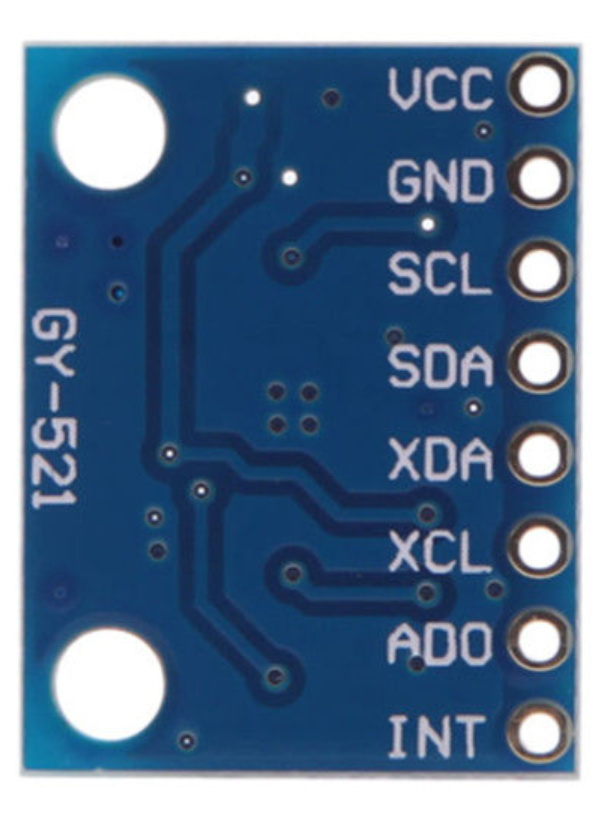 VCC
GND
SCL
SDA
XDA
XCL
ADO
INT
GY-521